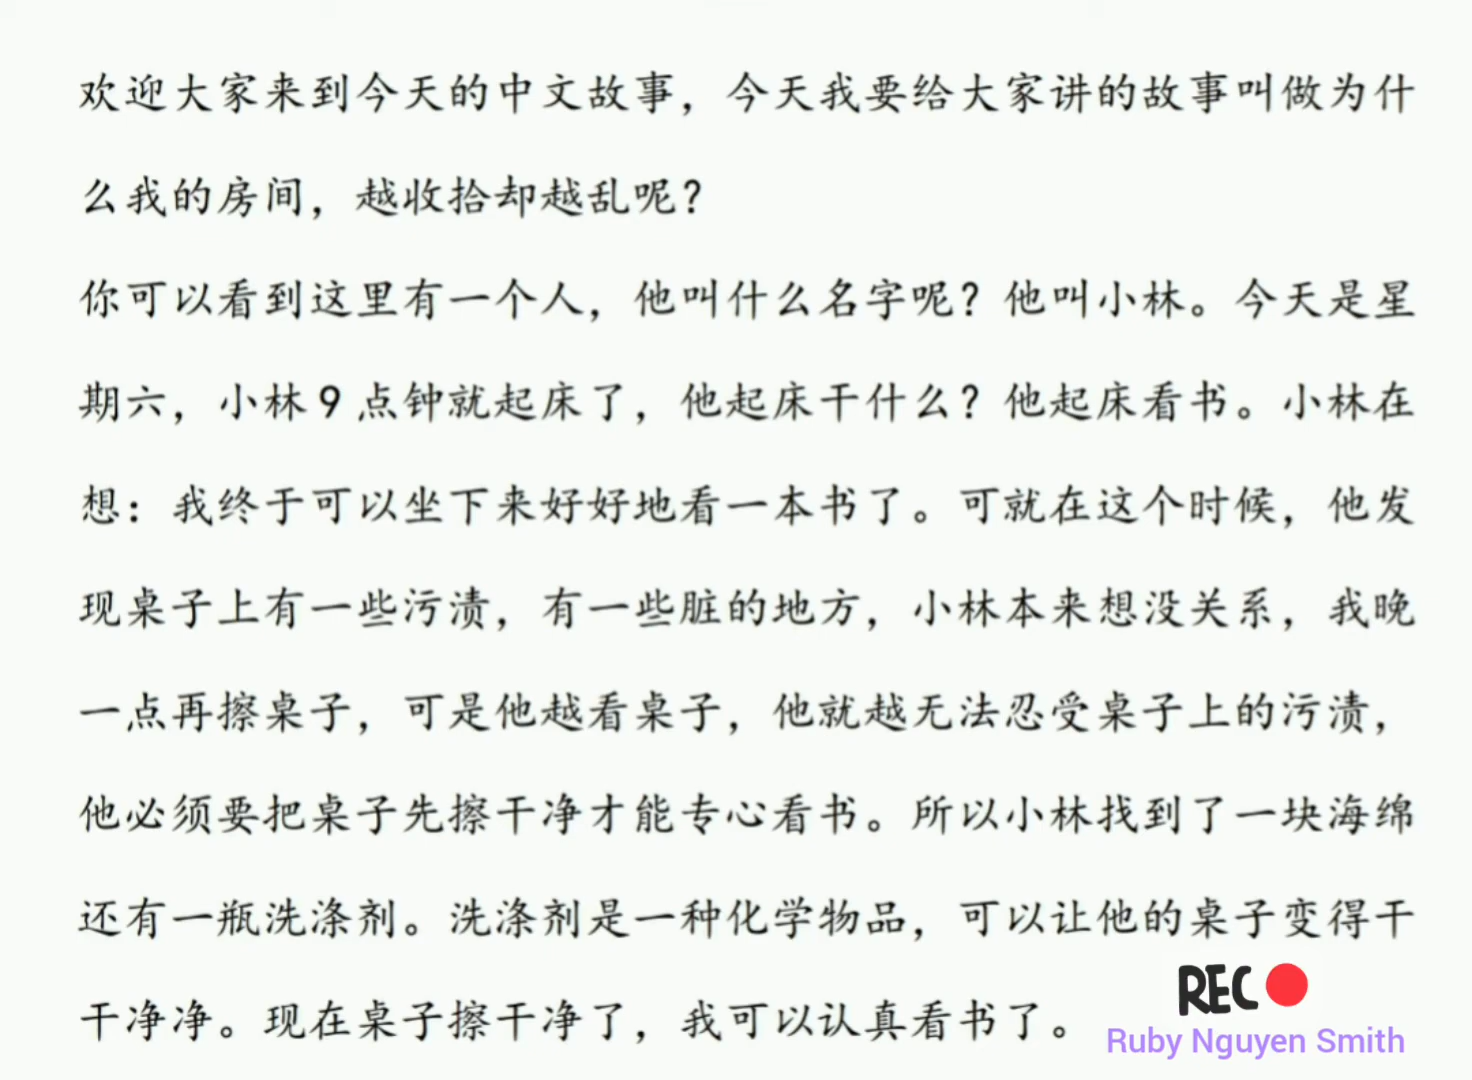 欢迎大家来到今天的中文故事，今天我要给大家讲的故事叫做为什
么我的房间，越收拾却越乱呢？
你可以看到这里有一个人，他叫什么名字呢？他叫小林。今天是星
期六，小林9点钟就起床了，他起床干什么？他起床看书。小林在
想：我终于可以坐下来好好地看一本书了。可就在这个时候，他发
现桌子上有一些污渍，有一些脏的地方，小林本来想没关系，我晚
一点再擦桌子，可是他越看桌子，他就越无法忍受桌子上的污渍，
他必须要把桌子先擦干净才能专心看书。所以小林找到了一块海绵
还有一瓶洗涤剂。洗涤剂是一种化学物品，可以让他的桌子变得干
干净净。现在桌子擦干净了，我可以认真看书了。
REC
Ruby Nguyen Smith